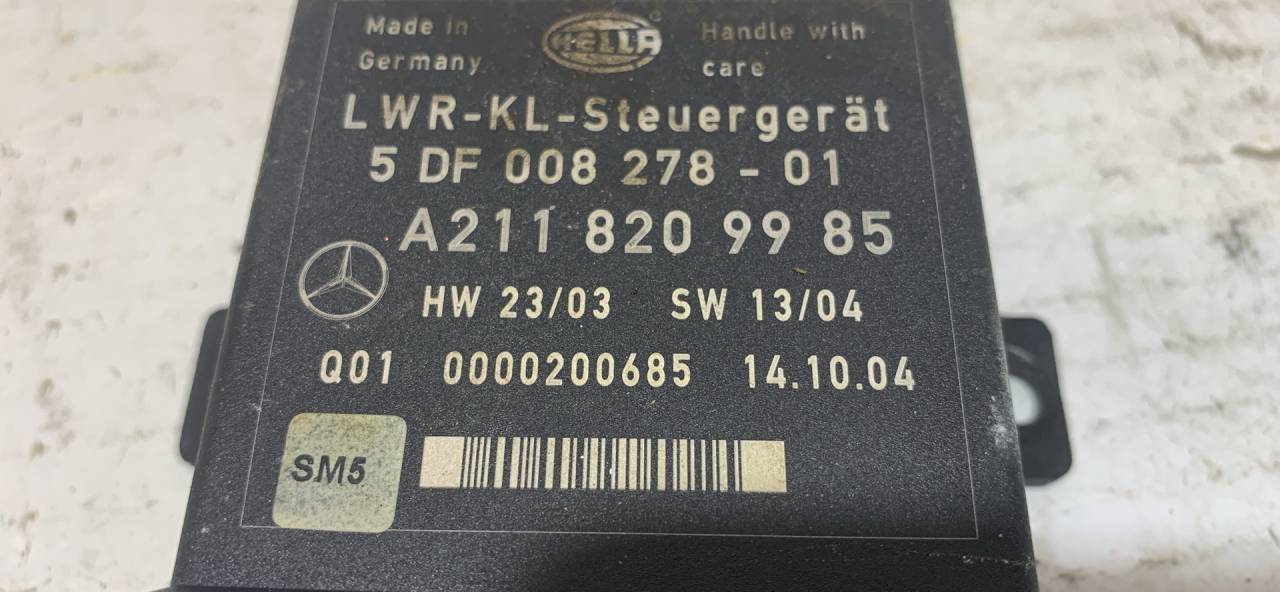 Made in
Germany
HELLA
Handle with
care
LWR-KL-Steuergerät
5 DF 008 278 - 01
A211 820 99 85
HW 23/03 SW 13/04
Q01 0000200685 14.10.04
SM5